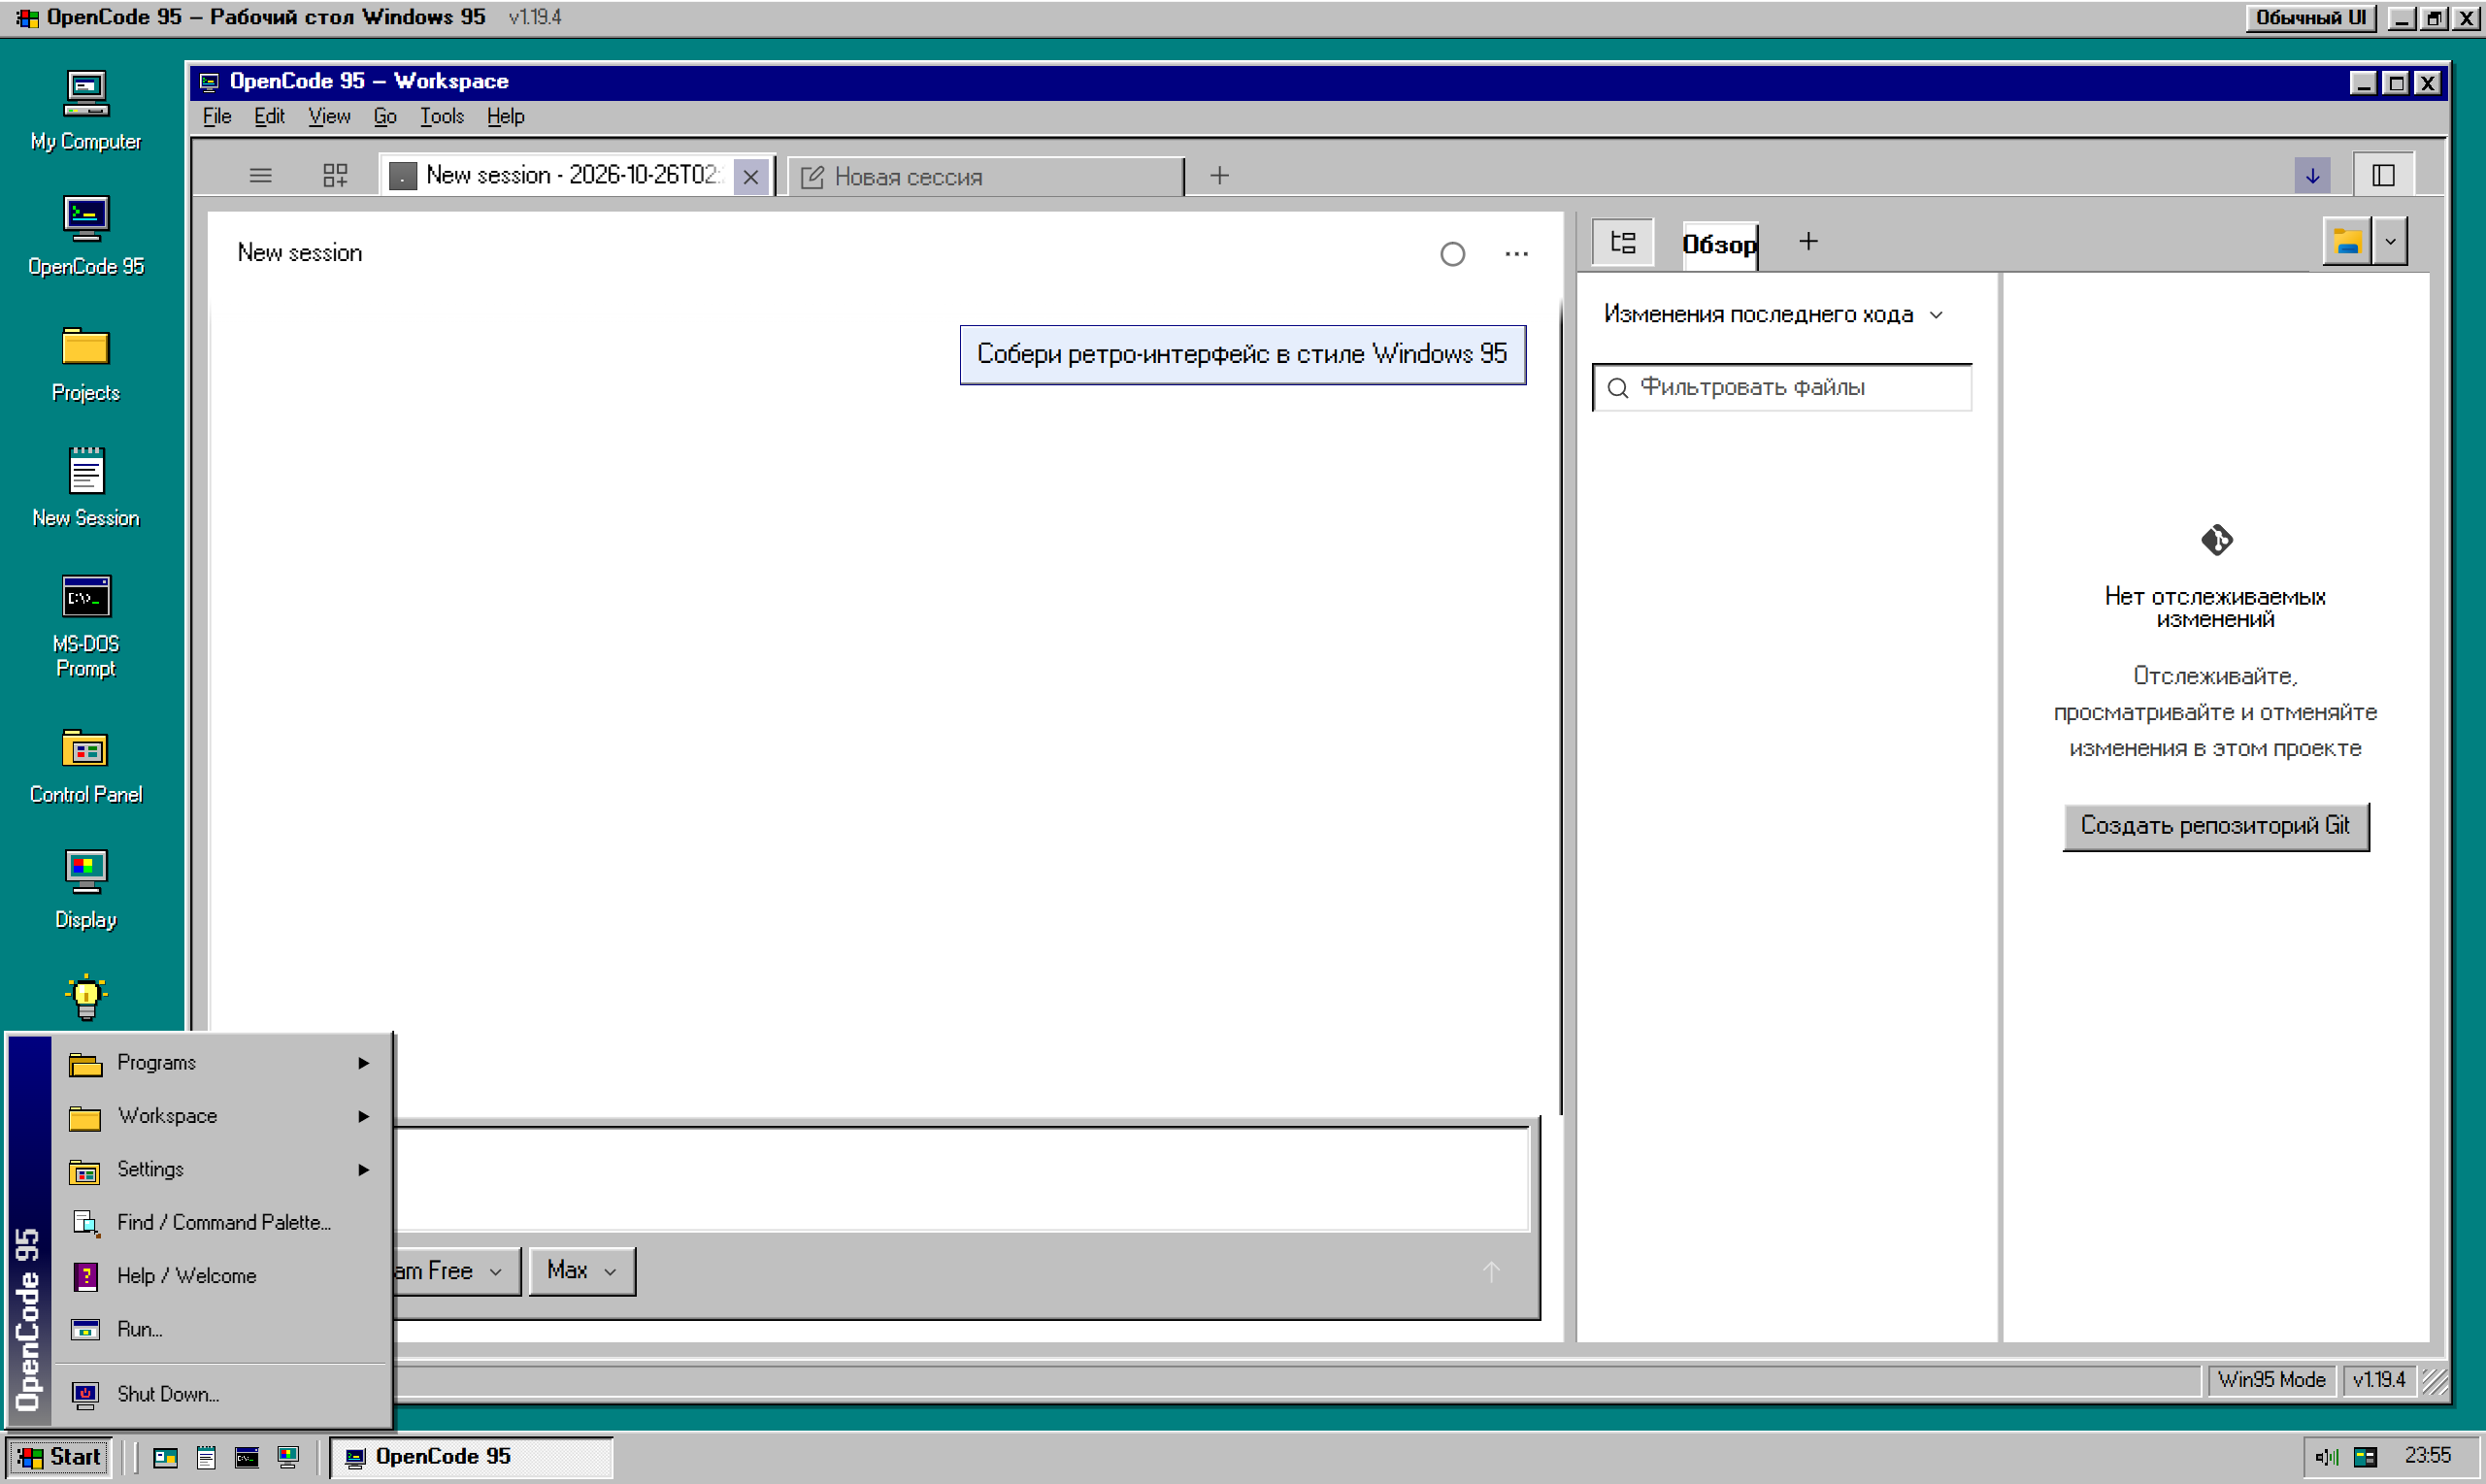 OpenCode 95 – Рабочий стол Windows 95 v1.19.4
Обычный UI
My Computer
OpenCode 95
Projects
New Session
MS-DOS
Prompt
Control Panel
Display
OpenCode 95 – Workspace
File Edit View Go Tools Help
New session - 2026-10-26T02:
Новая сессия
New session
Собери ретро-интерфейс в стиле Windows 95
Обзор
Изменения последнего хода
Фильтровать файлы
Нет отслеживаемых
изменений
Отслеживайте,
просматривайте и отменяйте
изменения в этом проекте
Создать репозиторий Git
OpenCode 95
Programs
Workspace
Settings
Find / Command Palette...
Help / Welcome
Run...
Shut Down...
am Free
Max
Win95 Mode
v1.19.4
Start
OpenCode 95
23:55